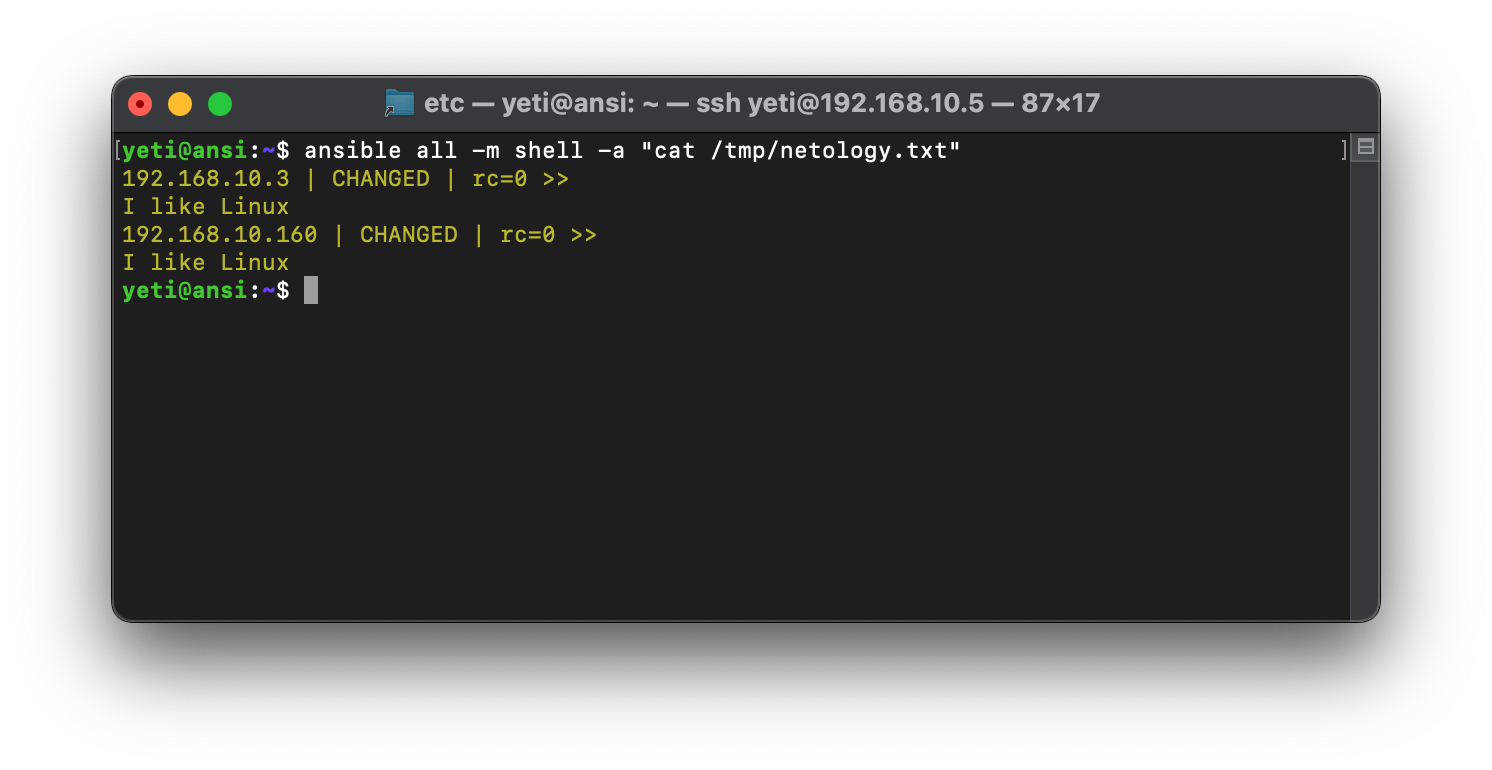 etc — yeti@ansi: ~ — ssh yeti@192.168.10.5 — 87×17
[yeti@ansi:~$ ansible all -m shell -a "cat /tmp/netology.txt" ]
192.168.10.3 | CHANGED | rc=0 >>
I like Linux
192.168.10.160 | CHANGED | rc=0 >>
I like Linux
yeti@ansi:~$